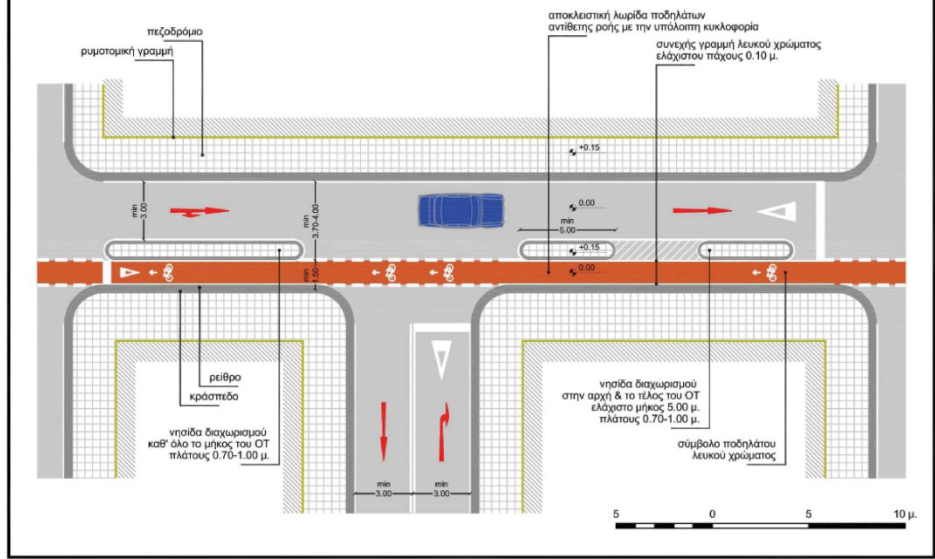 πεζοδρόμιο
ρυμοτομική γραμμή
αποκλειστική λωρίδα ποδηλάτων
αντίθετης ροής με την υπόλοιπη κυκλοφορία
συνεχής γραμμή λευκού χρώματος
ελάχιστου πάχους 0.10 μ.
+0.15
min
3.00
3.70-4.00
min
0.00
0.00
min
5.00
+0.15
0.00
min
1.50
ρείθρο
κράσπεδο
νησίδα διαχωρισμού
καθ' όλο το μήκος του ΟΤ
πλάτους 0.70-1.00 μ.
νησίδα διαχωρισμού
στην αρχή & το τέλος του ΟΤ
ελάχιστο μήκος 5.00 μ.
πλάτους 0.70-1.00 μ.
σύμβολο ποδηλάτου
λευκού χρώματος
min
3.00
min
3.00
5 0 5 10 μ.